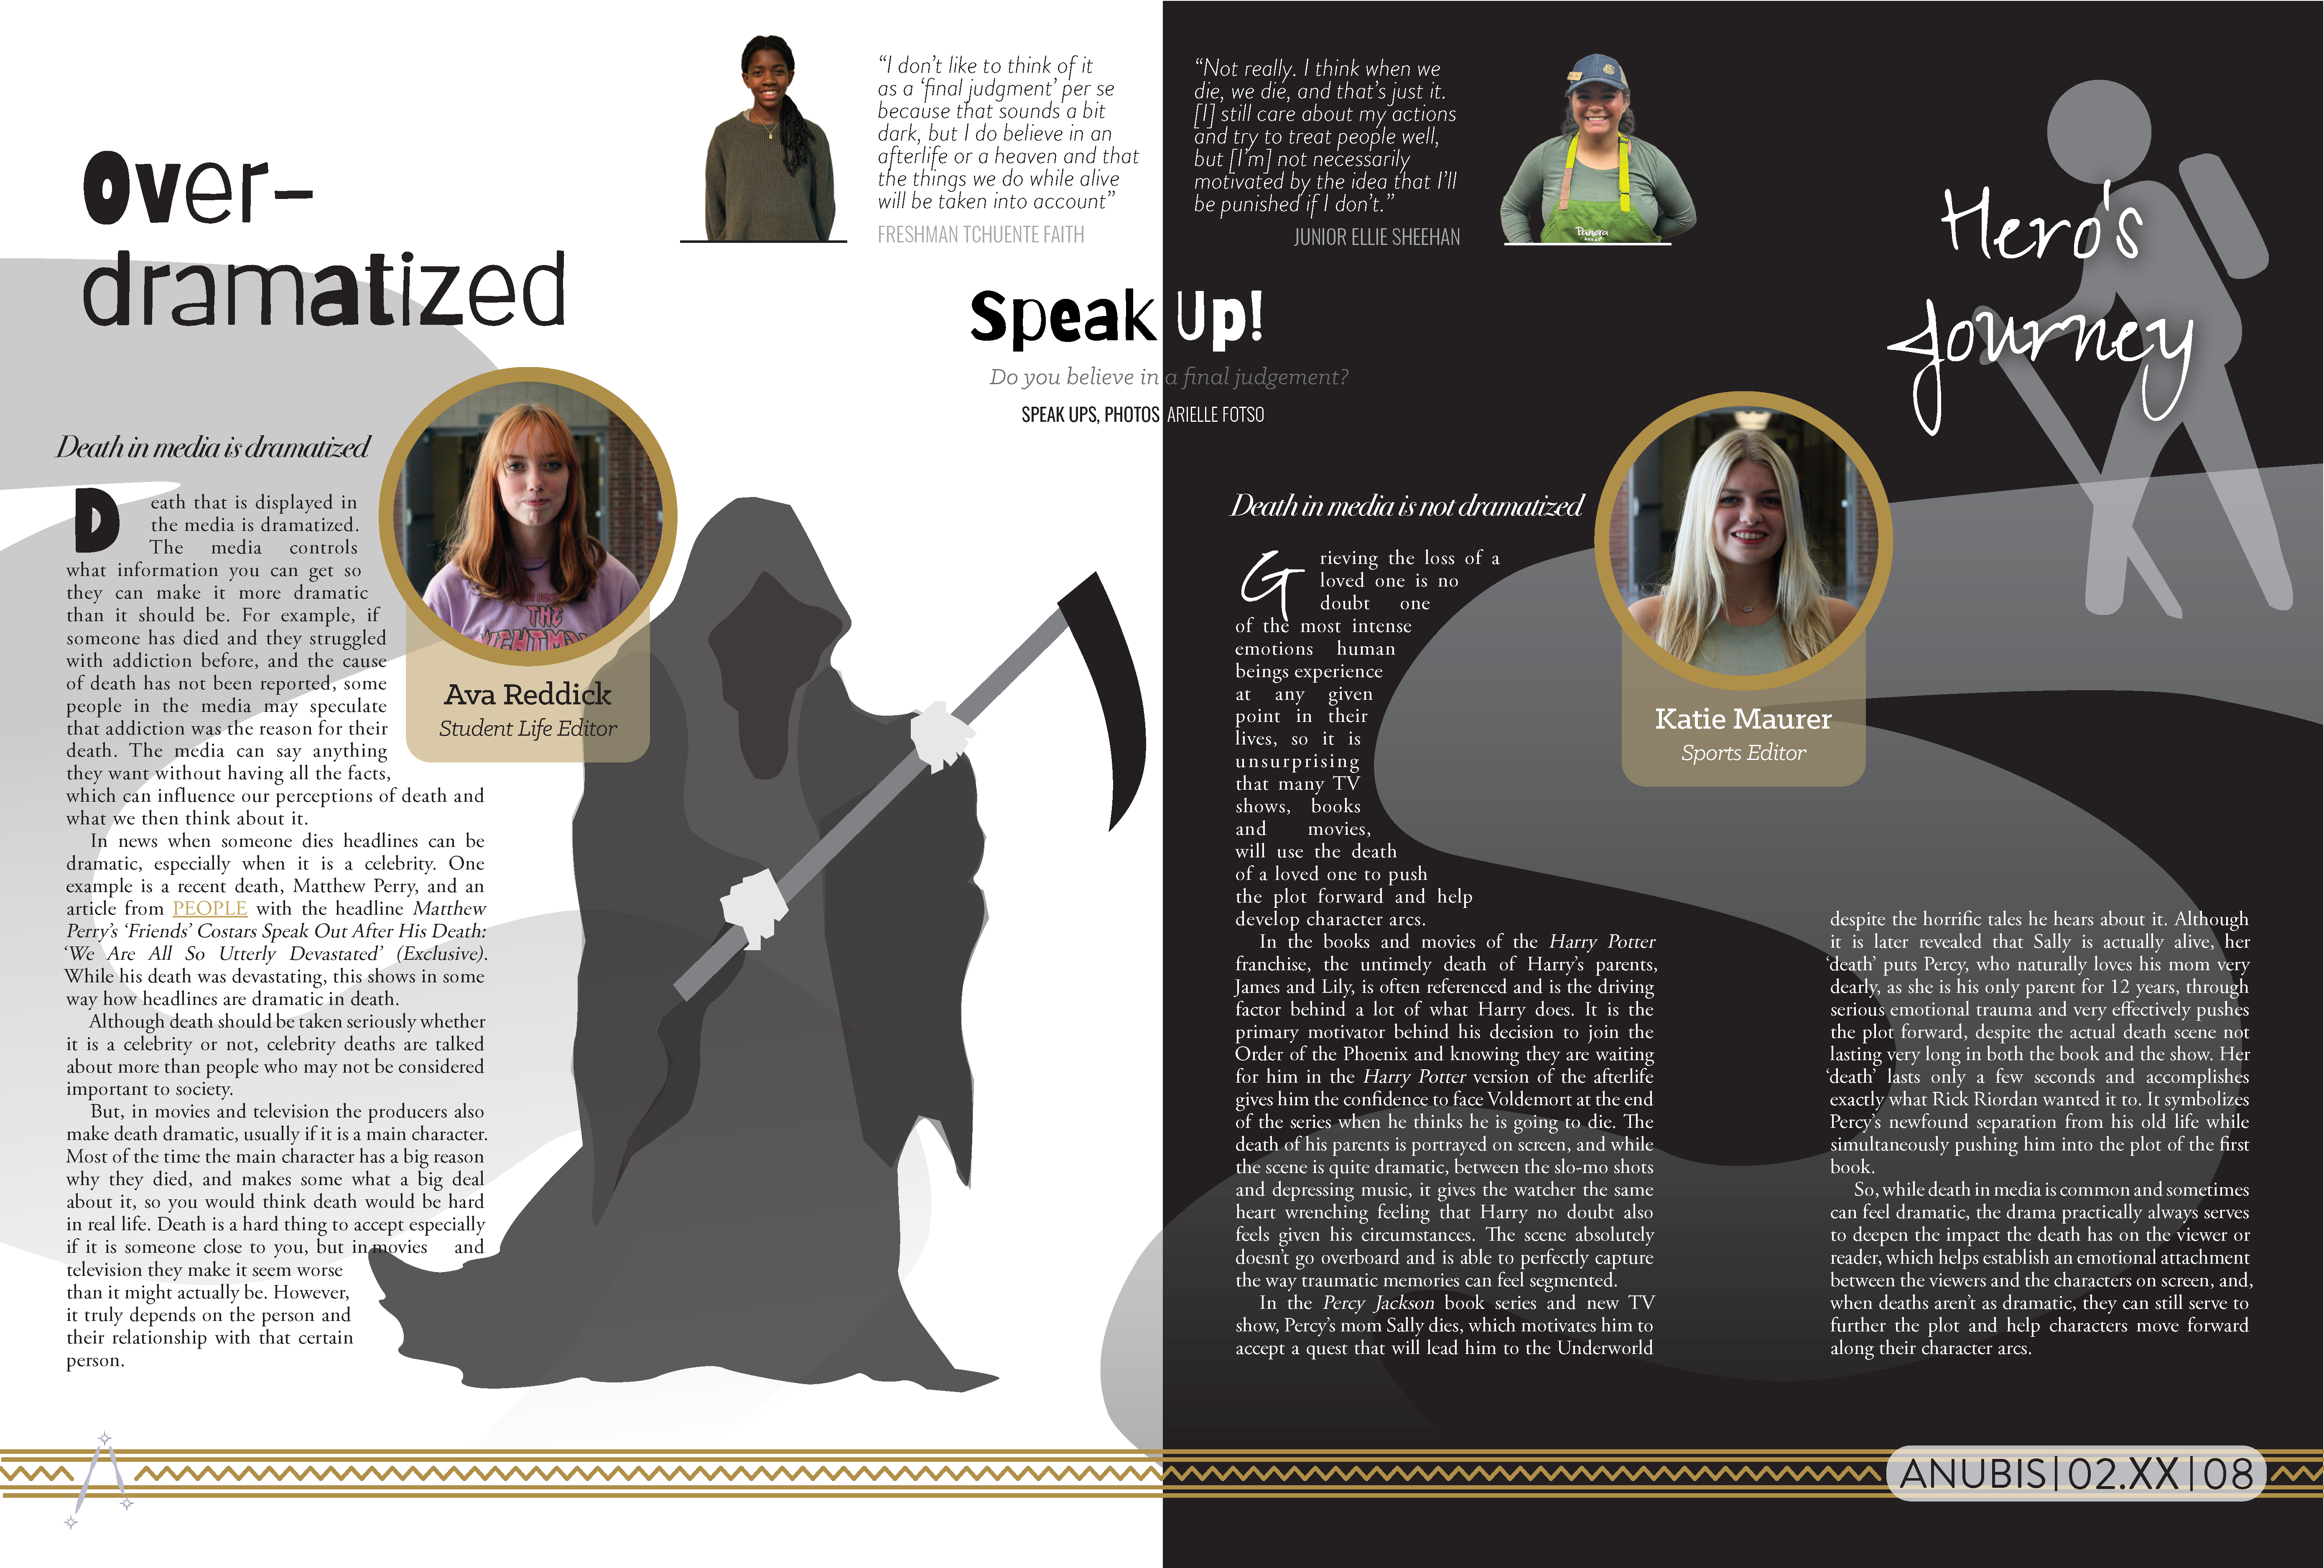 Over-
dramatized
Death in media is dramatized
Death that is displayed in
the media is dramatized.
The media controls
what information you can get so
they can make it more dramatic
than it should be. For example, if
someone has died and they struggled
with addiction before, and the cause
of death has not been reported, some
people in the media may speculate
that addiction was the reason for their
death. The media can say anything
they want without having all the facts,
which can influence our perceptions of death and
what we then think about it.
In news when someone dies headlines can be
dramatic, especially when it is a celebrity. One
example is a recent death, Matthew Perry, and an
article from PEOPLE with the headline Matthew
Perry's 'Friends' Costars Speak Out After His Death:
'We Are All So Utterly Devastated' (Exclusive).
While his death was devastating, this shows in some
way how headlines are dramatic in death.
Although death should be taken seriously whether
it is a celebrity or not, celebrity deaths are talked
about more than people who may not be considered
important to society.
But, in movies and television the producers also
make death dramatic, usually if it is a main character.
Most of the time the main character has a big reason
why they died, and makes some what a big deal
about it, so you would think death would be hard
in real life. Death is a hard thing to accept especially
if it is someone close to you, but in movies and
television they make it seem worse
than it might actually be. However,
it truly depends on the person and
their relationship with that certain
person.
THE
Ava Reddick
Student Life Editor
"I don't like to think of it
as a 'final judgment' per se
because that sounds a bit
dark, but I do believe in an
afterlife or a heaven and that
the things we do while alive
will be taken into account"
FRESHMAN TCHUENTE FAITH
"Not really. I think when we
die, we die, and that's just it.
[I] still care about my actions
and try to treat people well,
but [I'm] not necessarily
motivated by the idea that I'll
be punished if I don't."
JUNIOR ELLIE SHEEHAN
Panera
Speak Up!
Do you believe in a final judgement?
SPEAK UPS, PHOTOS ARIELLE FOTSO
Hero's
Journey
Death in media is not dramatized
Katie Maurer
Sports Editor
Grieving the loss of a
loved one is no
doubt one
of the most intense
emotions human
beings experience
at any given
point in their
lives, so it is
unsurprising
that many TV
shows, books
and movies,
will use the death
of a loved one to push
the plot forward and help
develop character arcs.
In the books and movies of the Harry Potter
franchise, the untimely death of Harry's parents,
James and Lily, is often referenced and is the driving
factor behind a lot of what Harry does. It is the
primary motivator behind his decision to join the
Order of the Phoenix and knowing they are waiting
for him in the Harry Potter version of the afterlife
gives him the confidence to face Voldemort at the end
of the series when he thinks he is going to die. The
death of his parents is portrayed on screen, and while
the scene is quite dramatic, between the slo-mo shots
and depressing music, it gives the watcher the same
heart wrenching feeling that Harry no doubt also
feels given his circumstances. The scene absolutely
doesn't go overboard and is able to perfectly capture
the way traumatic memories can feel segmented.
In the Percy Jackson book series and new TV
show, Percy's mom Sally dies, which motivates him to
accept a quest that will lead him to the Underworld
despite the horrific tales he hears about it. Although
it is later revealed that Sally is actually alive, her
'death' puts Percy, who naturally loves his mom very
dearly, as she is his only parent for 12 years, through
serious emotional trauma and very effectively pushes
the plot forward, despite the actual death scene not
lasting very long in both the book and the show. Her
'death' lasts only a few seconds and accomplishes
exactly what Rick Riordan wanted it to. It symbolizes
Percy's newfound separation from his old life while
simultaneously pushing him into the plot of the first
book.
So, while death in media is common and sometimes
can feel dramatic, the drama practically always serves
to deepen the impact the death has on the viewer or
reader, which helps establish an emotional attachment
between the viewers and the characters on screen, and,
when deaths aren't as dramatic, they can still serve to
further the plot and help characters move forward
along their character arcs.
ANUBIS|02.XX|08